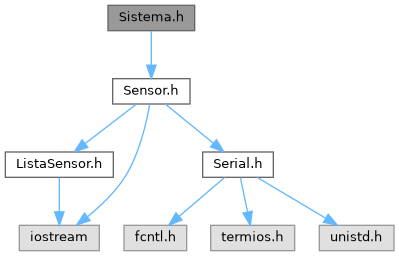 Sistema.h
Sensor.h
ListaSensor.h
Serial.h
iostream
fcntl.h
termios.h
unistd.h